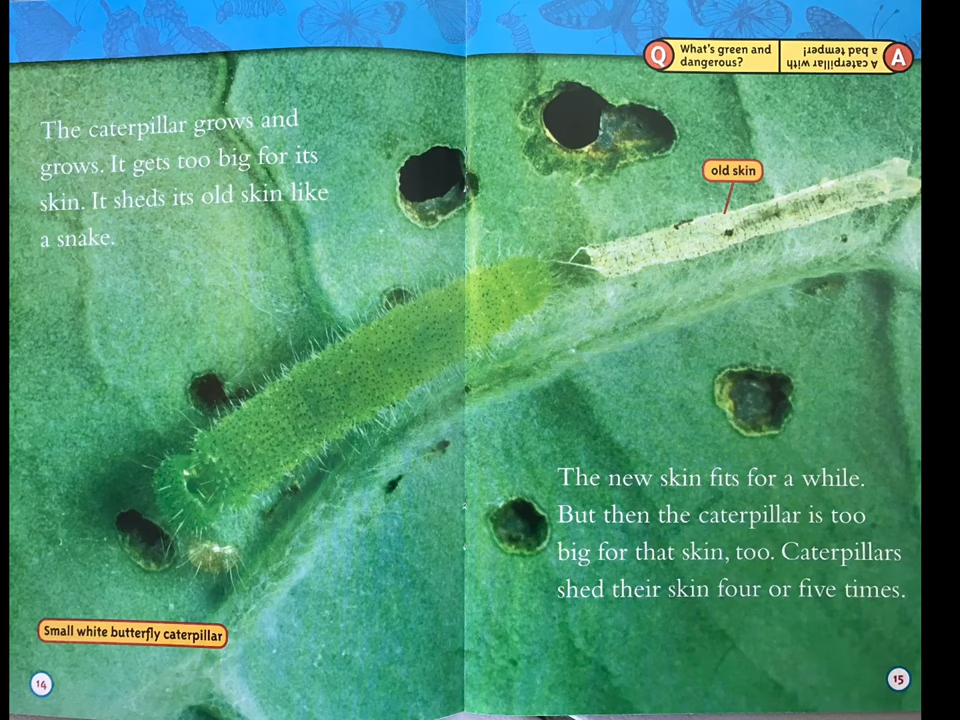 The caterpillar grows and
grows. It gets too big for its
skin. It sheds its old skin like
a snake.
Small white butterfly caterpillar
14
Q
What's green and
dangerous?
A caterpillar with
a bad temper!
A
old skin
The new skin fits for a while.
But then the caterpillar is too
big for that skin, too. Caterpillars
shed their skin four or five times.
15